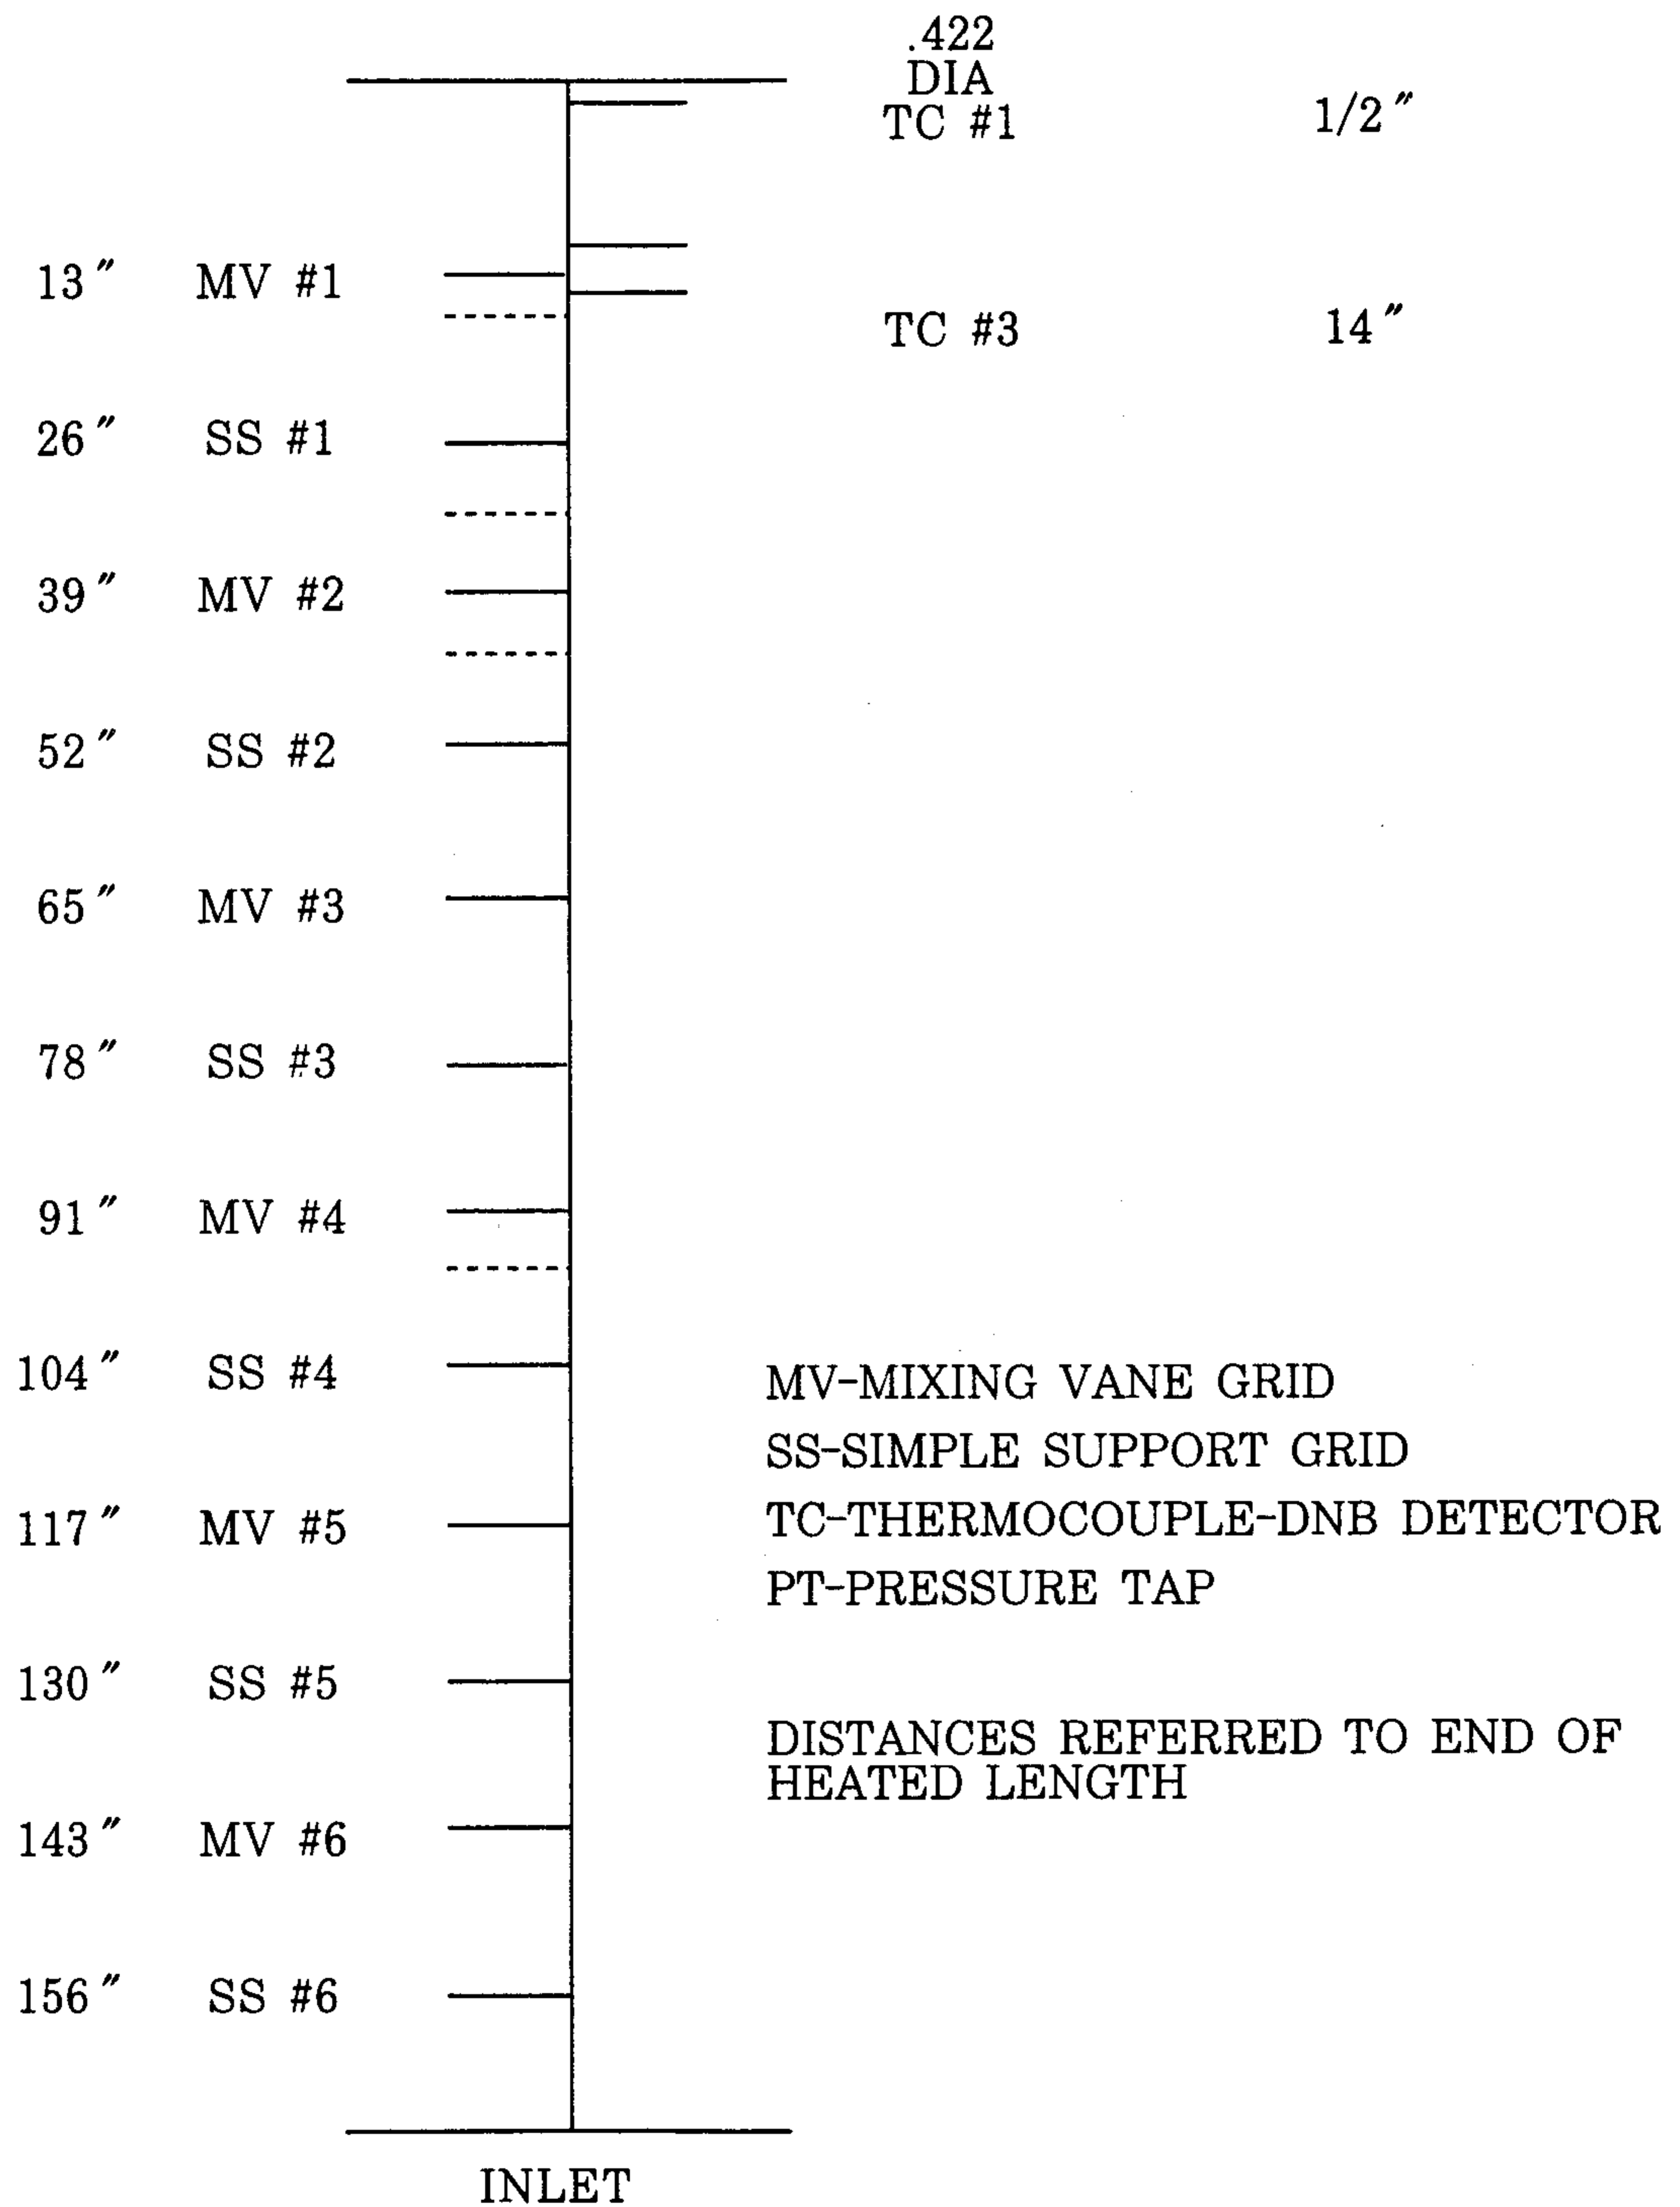 .422
DIA
TC #1 1/2"
13" MV #1
TC #3 14"
26" SS #1
39" MV #2
52" SS #2
65" MV #3
78" SS #3
91" MV #4
104" SS #4
MV-MIXING VANE GRID
SS-SIMPLE SUPPORT GRID
117" MV #5
TC-THERMOCOUPLE-DNB DETECTOR
PT-PRESSURE TAP
130" SS #5
DISTANCES REFERRED TO END OF
HEATED LENGTH
143" MV #6
156" SS #6
INLET